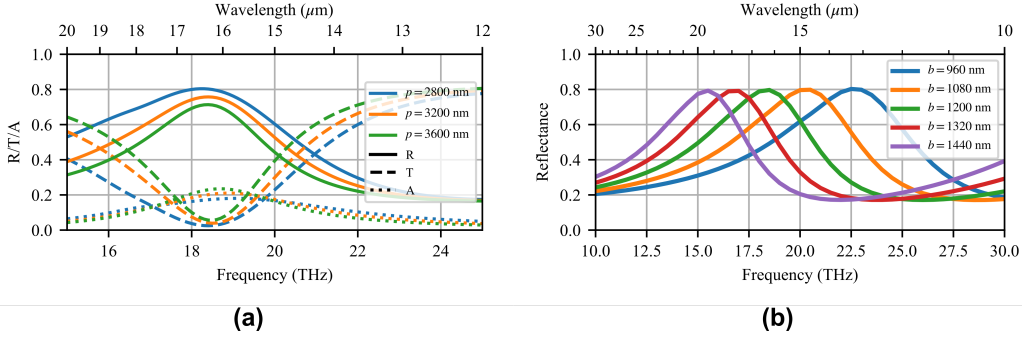 Wavelength (μm)
20 19 18 17 16 15 14 13 12
1.0
0.8
0.6
0.4
0.2
0.0
R/T/A
p = 2800 nm
p = 3200 nm
p = 3600 nm
R
T
A
16 18 20 22 24
Frequency (THz)
(a)
Wavelength (μm)
30 25 20 15 10
1.0
0.8
0.6
0.4
0.2
0.0
Reflectance
b = 960 nm
b = 1080 nm
b = 1200 nm
b = 1320 nm
b = 1440 nm
10.0 12.5 15.0 17.5 20.0 22.5 25.0 27.5 30.0
Frequency (THz)
(b)